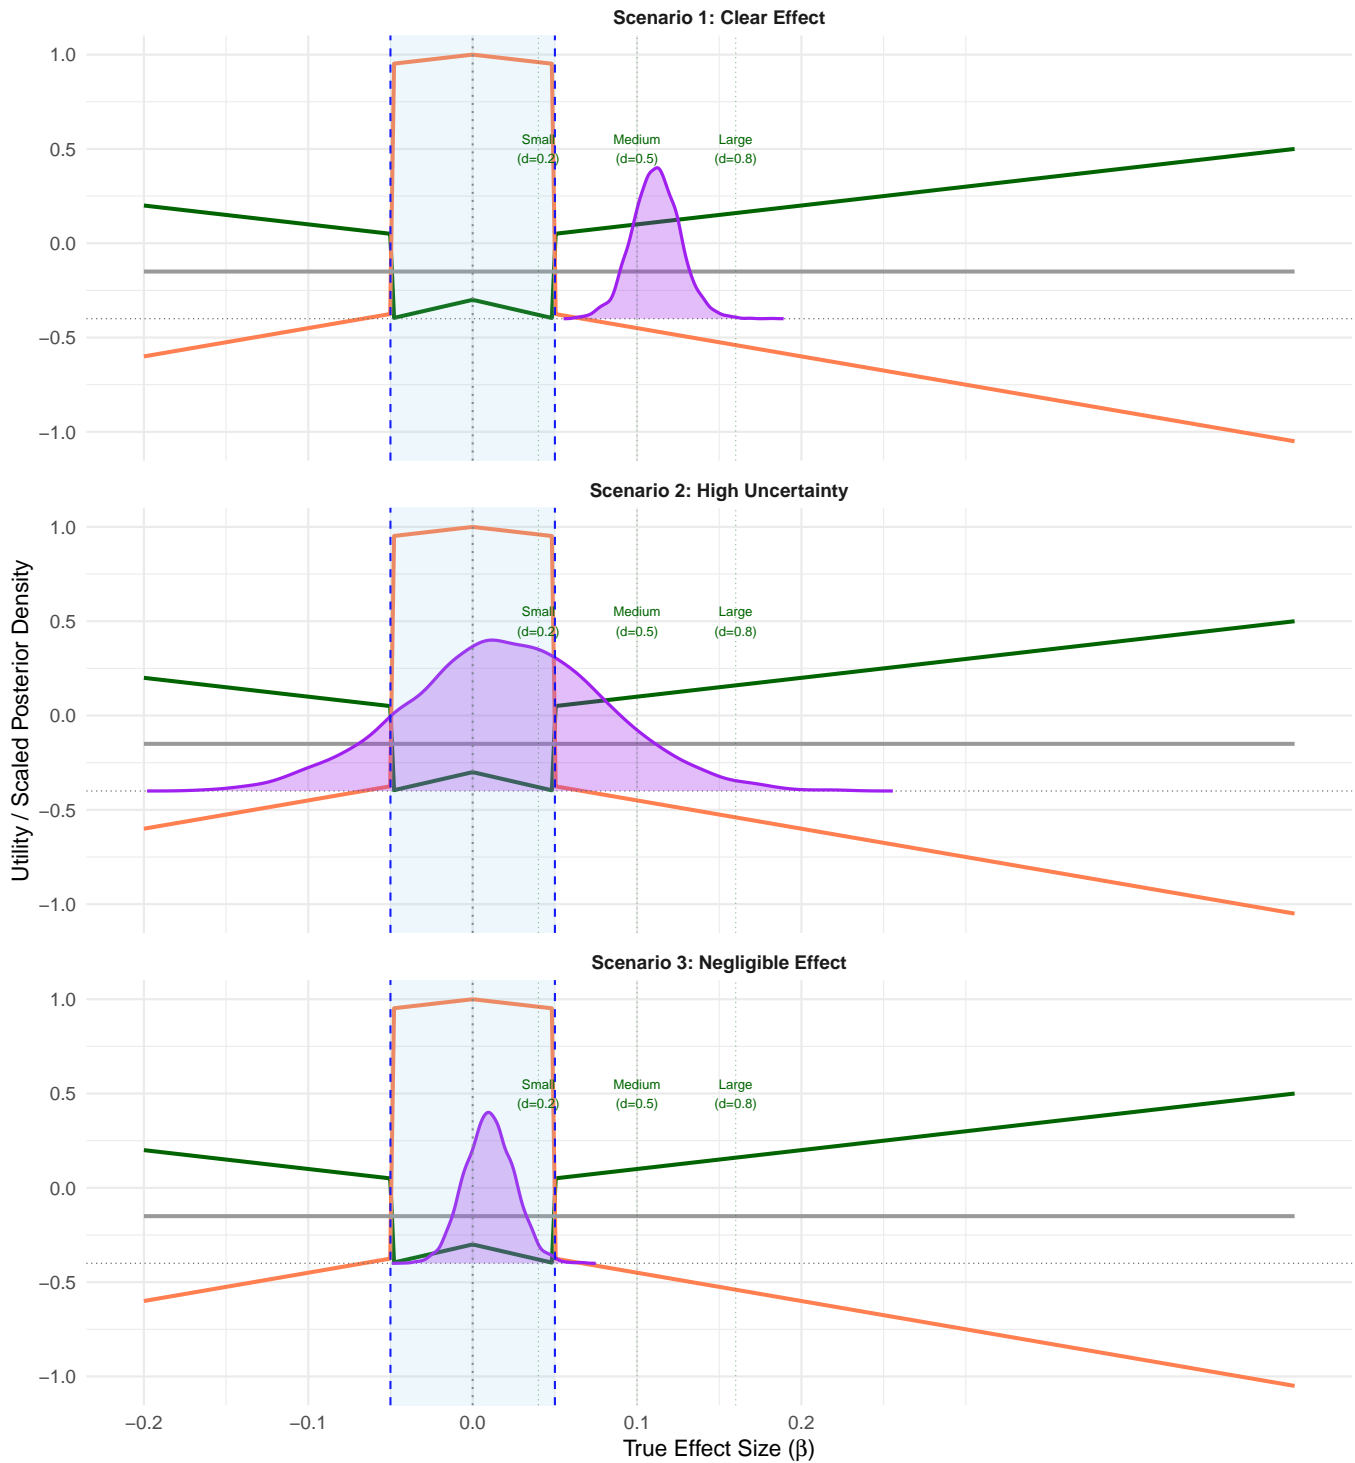 Scenario 1: Clear Effect
1.0
0.5
0.0
−0.5
−1.0
Small
(d=0.2)
Medium
(d=0.5)
Large
(d=0.8)
Scenario 2: High Uncertainty
1.0
0.5
0.0
−0.5
−1.0
Small
(d=0.2)
Medium
(d=0.5)
Large
(d=0.8)
Utility / Scaled Posterior Density
Scenario 3: Negligible Effect
1.0
0.5
0.0
−0.5
−1.0
Small
(d=0.2)
Medium
(d=0.5)
Large
(d=0.8)
−0.2
−0.1
0.0
0.1
0.2
True Effect Size (β)